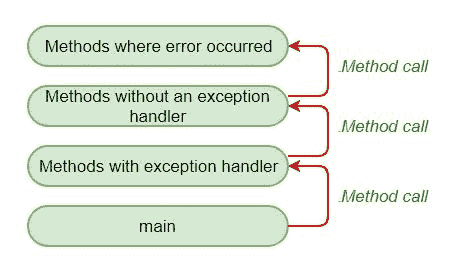 Methods where error occurred
.Method call
Methods without an exception
handler
.Method call
Methods with exception handler
.Method call
main